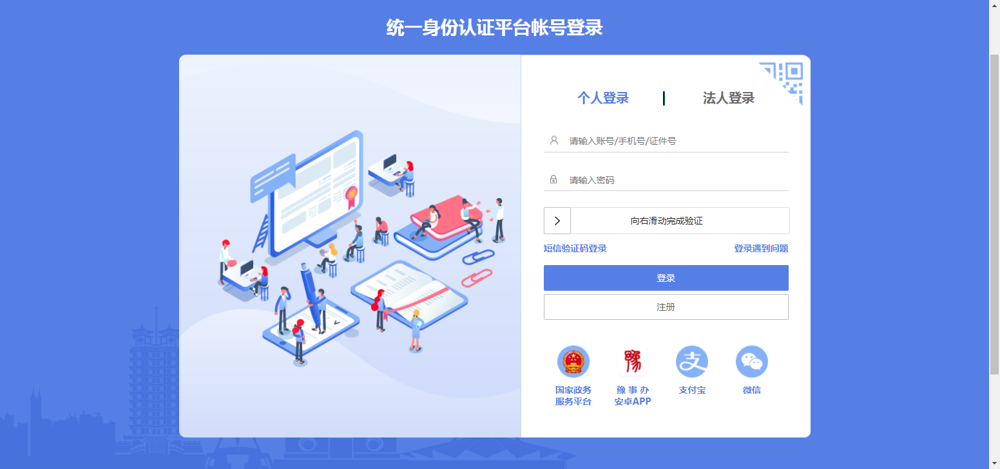 统一身份认证平台帐号登录
个人登录 | 法人登录
请输入账号/手机号/证件号
请输入密码
向右滑动完成验证
短信验证码登录 登录遇到问题
登录
注册
豫
支
国家政务 豫 事 办 支付宝 微信
服务平台 安卓APP